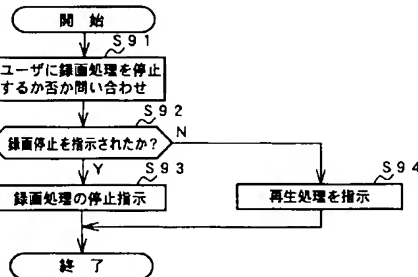 開 始
S91
ユーザに録画処理を停止
するか否か問い合わせ
S92
録画停止を指示されたか?
N
Y
S93
録画処理の停止指示
S94
再生処理を指示
終 了